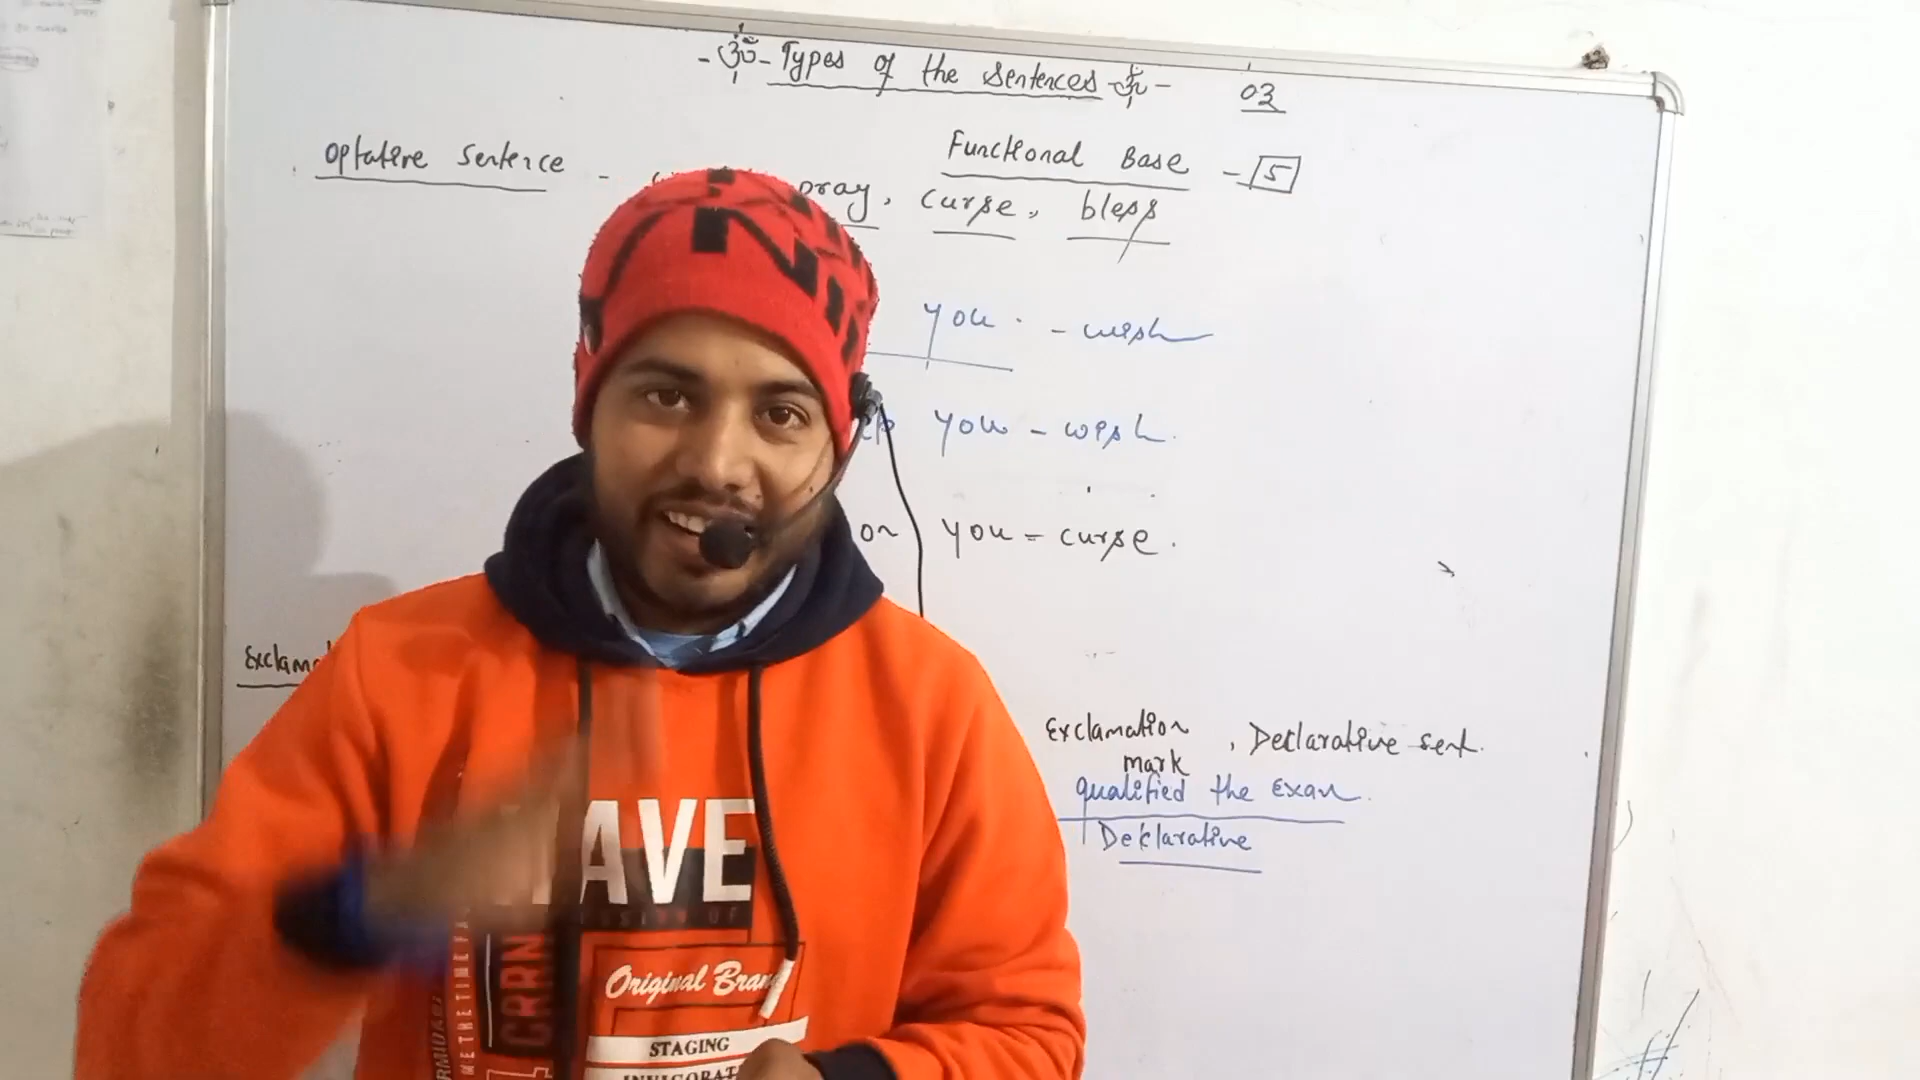 -ॐ- Types of the Sentences -ॐ- 03
Functional Base - 5
Optative Sentence - pray, curse, bless
you. - wish
you - wish.
on you - curse.
Exclama
Exclamation mark, Declarative sent.
qualified the Exam.
Declarative
AVE
Original Brand
STAGING